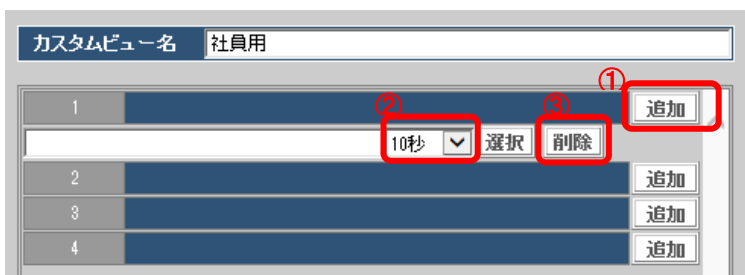 カスタムビュー名 社員用
①
1 追加
② ③
10秒 選択 削除
2 追加
3 追加
4 追加